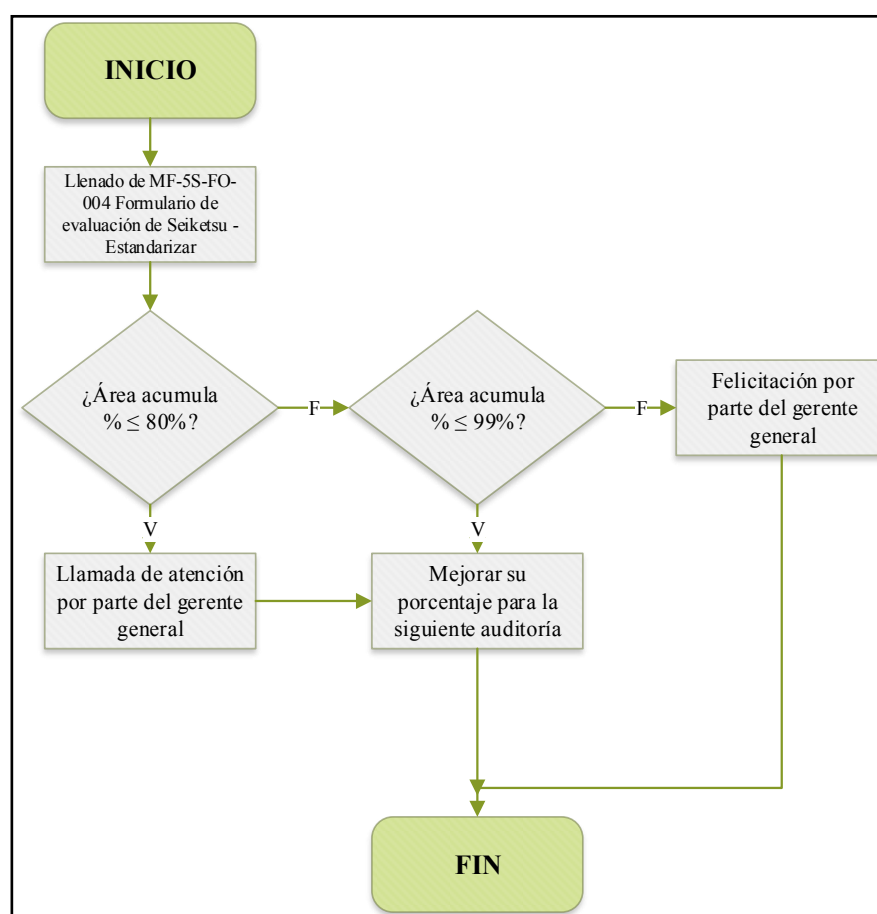 INICIO
Llenado de MF-5S-FO-
004 Formulario de
evaluación de Seiketsu -
Estandarizar
¿Área acumula
% ≤ 80%?
F
¿Área acumula
% ≤ 99%?
F
Felicitación por
parte del gerente
general
V
V
Llamada de atención
por parte del gerente
general
Mejorar su
porcentaje para la
siguiente auditoría
FIN